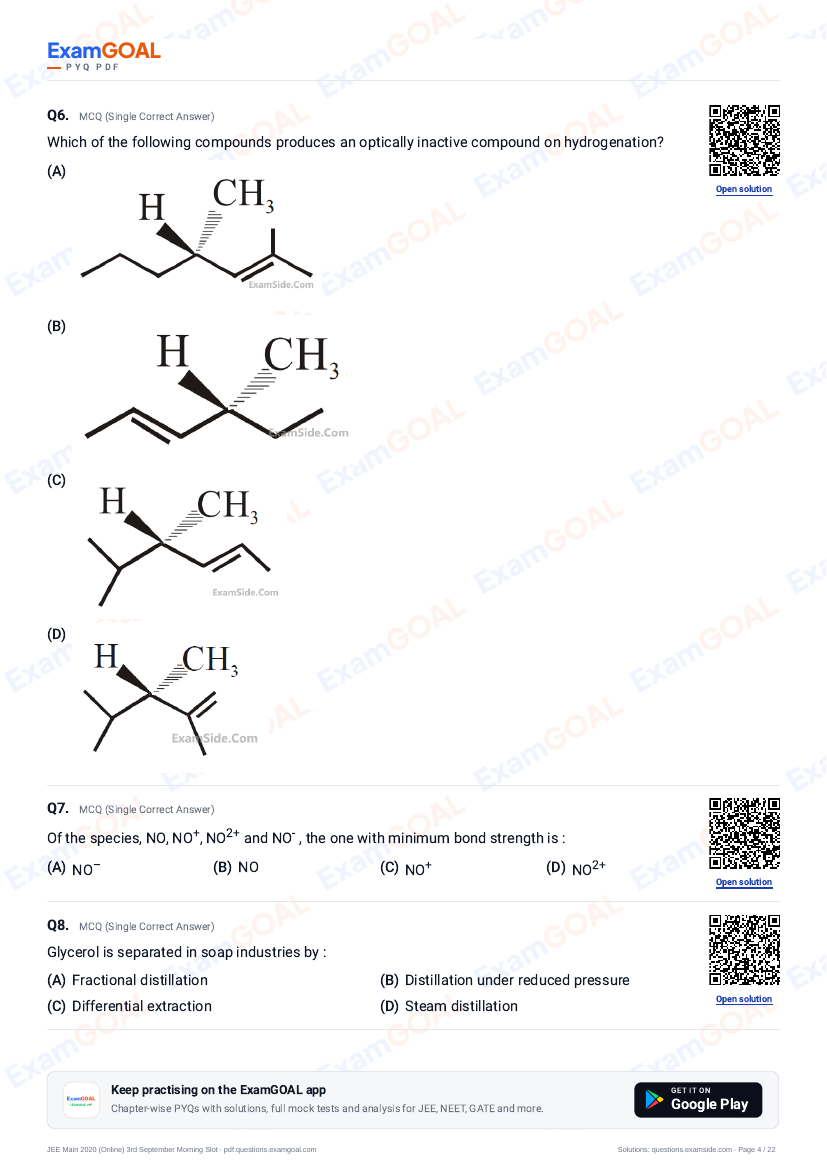 ExamGOAL
PYQ PDF
Q6. MCQ (Single Correct Answer)
Which of the following compounds produces an optically inactive compound on hydrogenation?
Open solution
(A)
H CH3
ExamSide.Com
(B)
H CH3
ExamSide.Com
(C)
H CH3
ExamSide.Com
(D)
H CH3
ExamSide.Com
Q7. MCQ (Single Correct Answer)
Of the species, NO, NO⁺, NO²⁺ and NO⁻ , the one with minimum bond strength is :
(A) NO⁻ (B) NO (C) NO⁺ (D) NO²⁺
Open solution
Q8. MCQ (Single Correct Answer)
Glycerol is separated in soap industries by :
(A) Fractional distillation (B) Distillation under reduced pressure
(C) Differential extraction (D) Steam distillation
Open solution
Keep practising on the ExamGOAL app
Chapter-wise PYQs with solutions, full mock tests and analysis for JEE, NEET, GATE and more.
ExamGOAL
GET IT ON
Google Play
JEE Main 2020 (Online) 3rd September Morning Slot · pdf.questions.examgoal.com
Solutions: questions.examside.com · Page 4 / 22